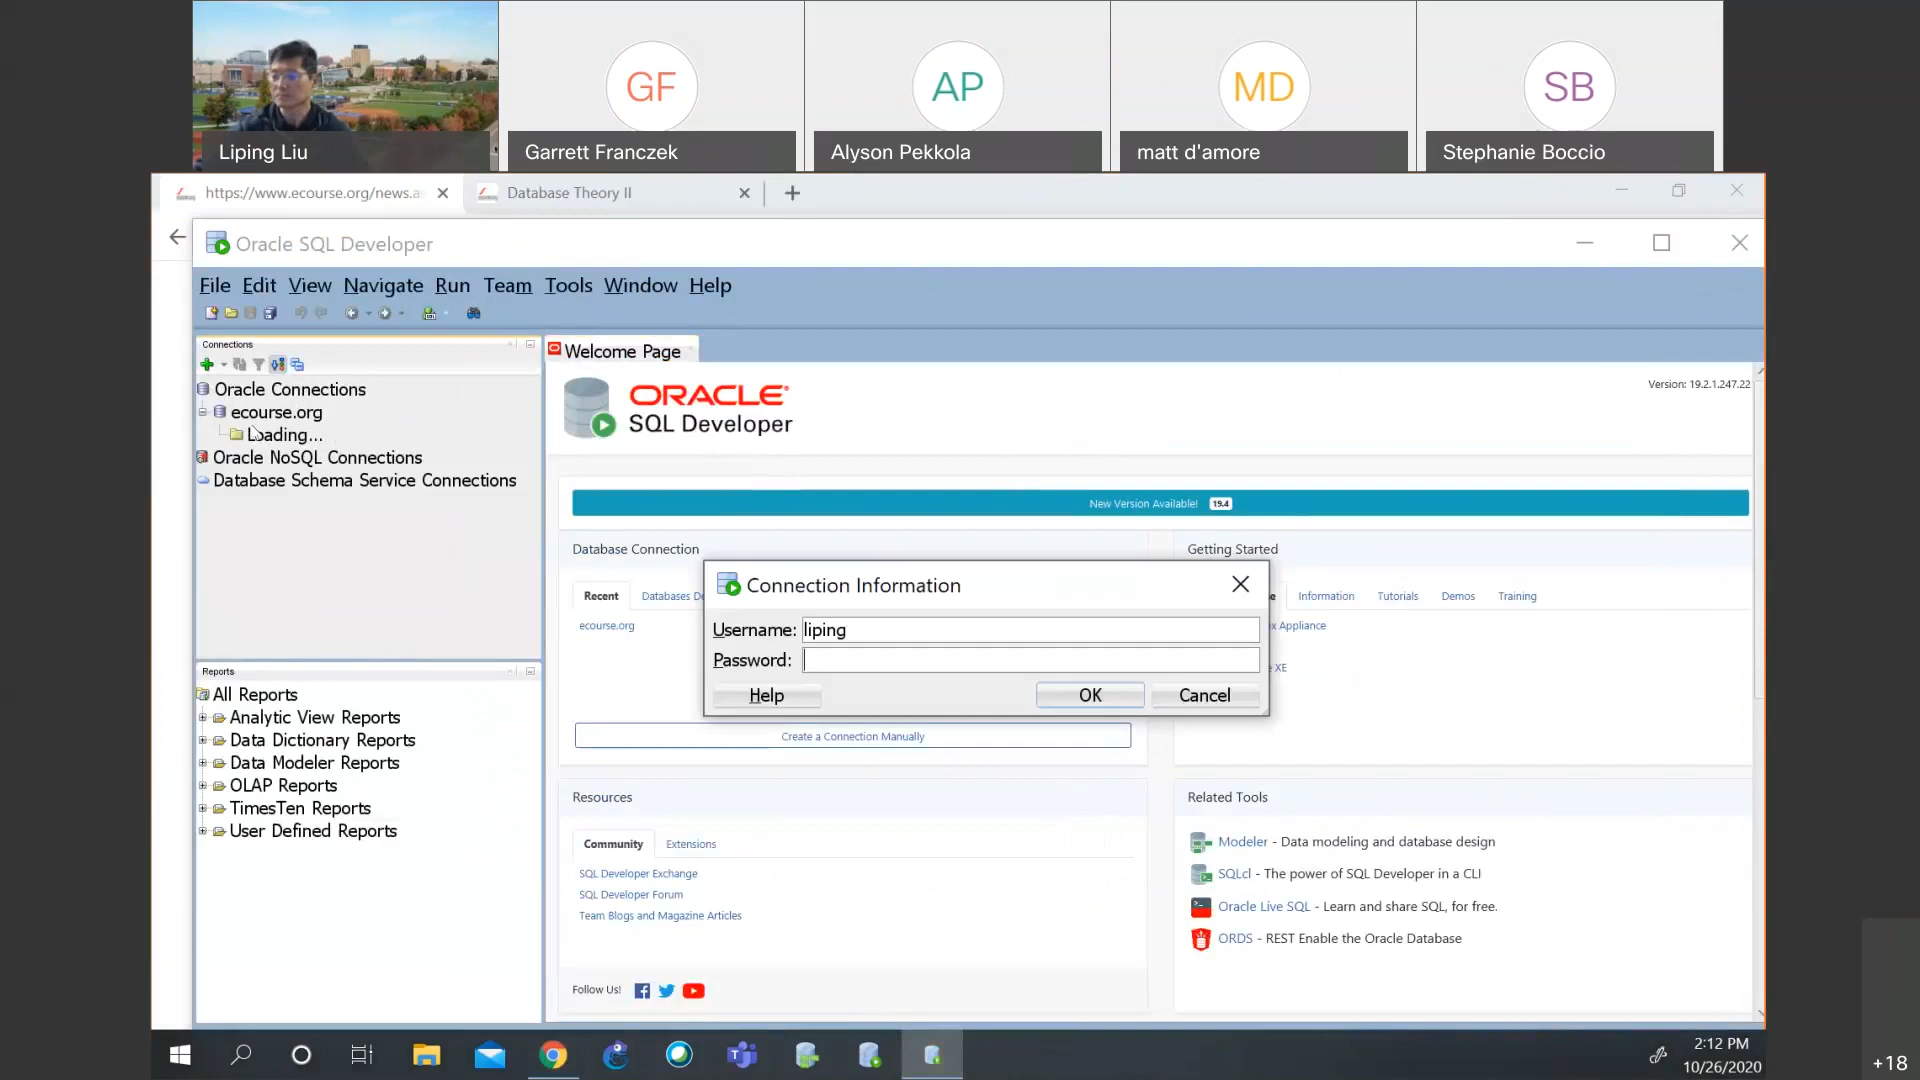 GF
AP
MD
SB
Liping Liu
Garrett Franczek
Alyson Pekkola
matt d'amore
Stephanie Boccio
https://www.ecourse.org/news.as
Database Theory II
Oracle SQL Developer
File Edit View Navigate Run Team Tools Window Help
Connections
Oracle Connections
ecourse.org
Loading...
Oracle NoSQL Connections
Database Schema Service Connections
Reports
All Reports
Analytic View Reports
Data Dictionary Reports
Data Modeler Reports
OLAP Reports
TimesTen Reports
User Defined Reports
Welcome Page
ORACLE
SQL Developer
Version: 19.2.1.247.22
New Version Available! 19.4
Database Connection
Recent
Databases De
ecourse.org
Create a Connection Manually
Getting Started
Information Tutorials Demos Training
x Appliance
XE
Connection Information
Username: liping
Password:
Help OK Cancel
Resources
Community Extensions
SQL Developer Exchange
SQL Developer Forum
Team Blogs and Magazine Articles
Follow Us!
Related Tools
Modeler - Data modeling and database design
SQLcl - The power of SQL Developer in a CLI
Oracle Live SQL - Learn and share SQL, for free.
ORDS - REST Enable the Oracle Database
2:12 PM
10/26/2020
+18